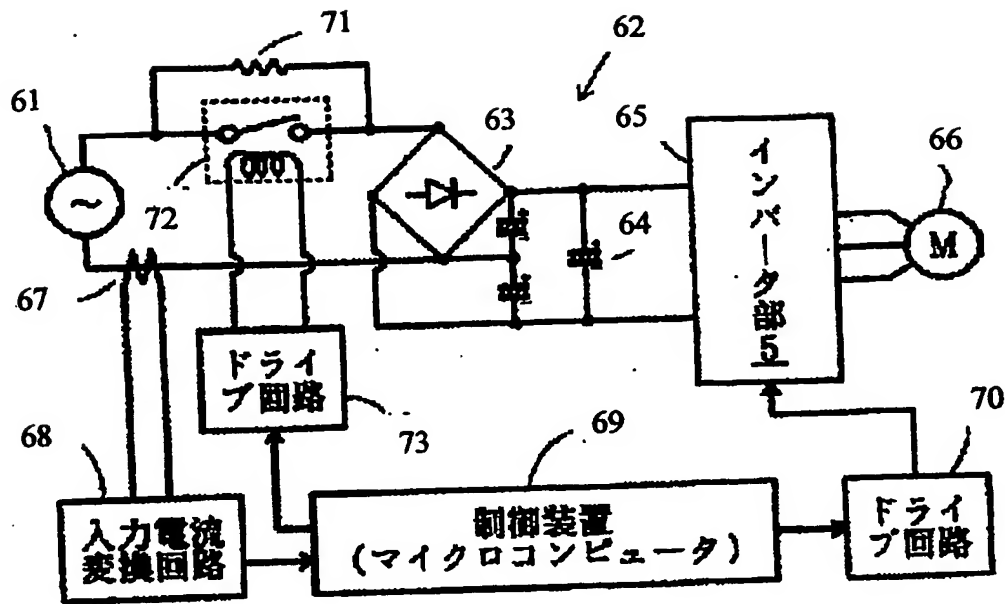 71
62
61
63
65
66
インバータ部
5
M
72
64
67
ドライ
ブ回路
73
68
69
70
入力電流
変換回路
制御装置
(マイクロコンピュータ)
ドライ
ブ回路